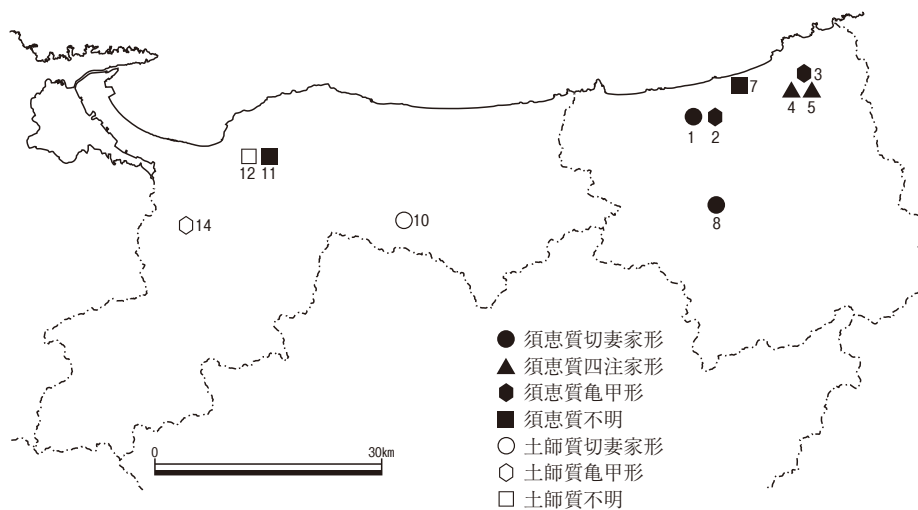 3
7
4 5
1 2
12 11
14
10
8
須恵質切妻家形
須恵質四注家形
須恵質亀甲形
須恵質不明
土師質切妻家形
土師質亀甲形
土師質不明
0 30km